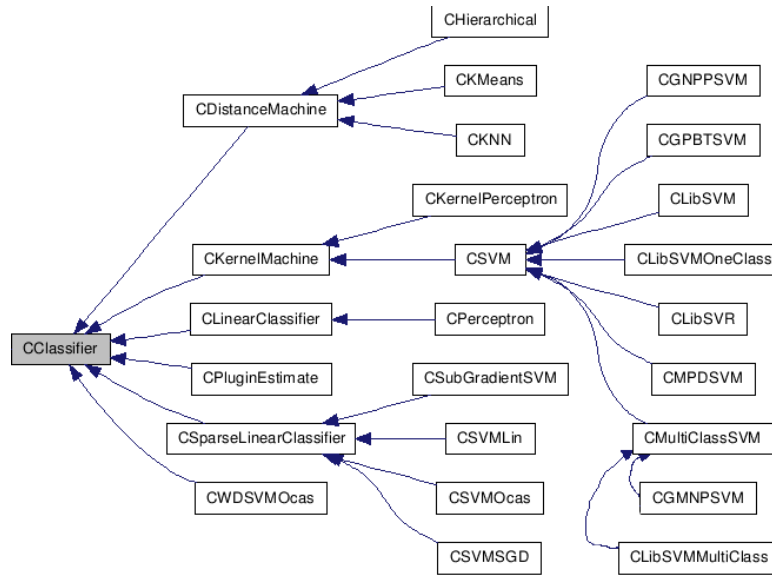 CHierarchical
CKMeans
CGNPPSVM
CDistanceMachine
CKNN
CGPBTSVM
CKernelPerceptron
CLibSVM
CKernelMachine
CSVM
CLibSVMOneClass
CLinearClassifier
CPerceptron
CLibSVR
CClassifier
CPluginEstimate
CSubGradientSVM
CMPDSVM
CSparseLinearClassifier
CSVMLin
CMultiClassSVM
CWDSVMOcas
CSVMOcas
CGMNPSVM
CSVMSGD
CLibSVMMultiClass